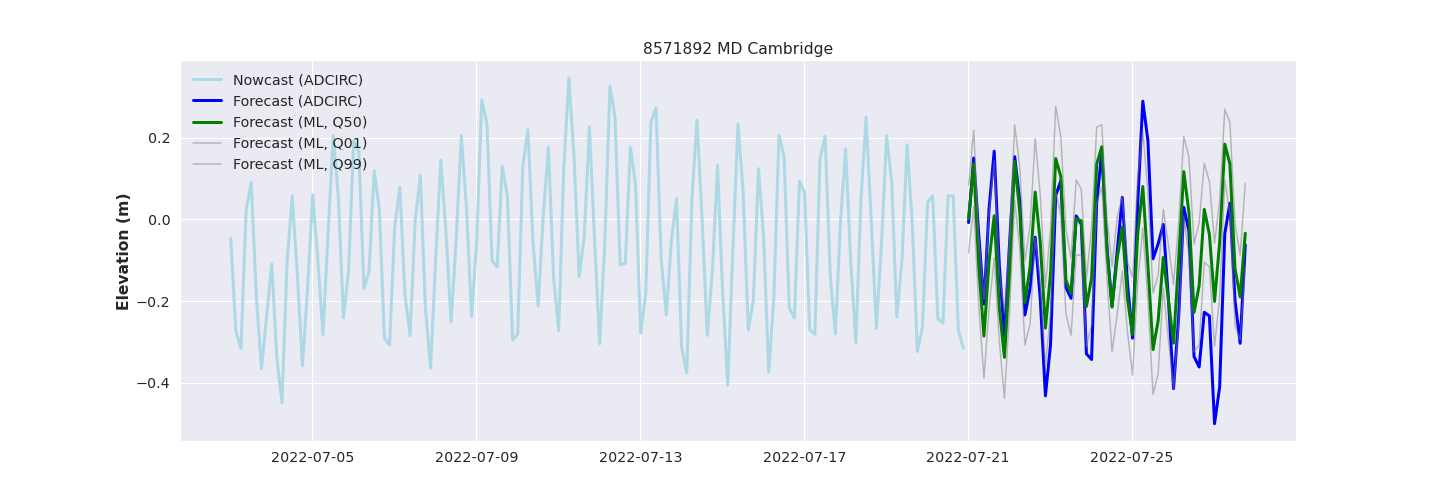 8571892 MD Cambridge
Nowcast (ADCIRC)
Forecast (ADCIRC)
Forecast (ML, Q50)
Forecast (ML, Q01)
Forecast (ML, Q99)
Elevation (m)
0.2
0.0
−0.2
−0.4
2022-07-05
2022-07-09
2022-07-13
2022-07-17
2022-07-21
2022-07-25